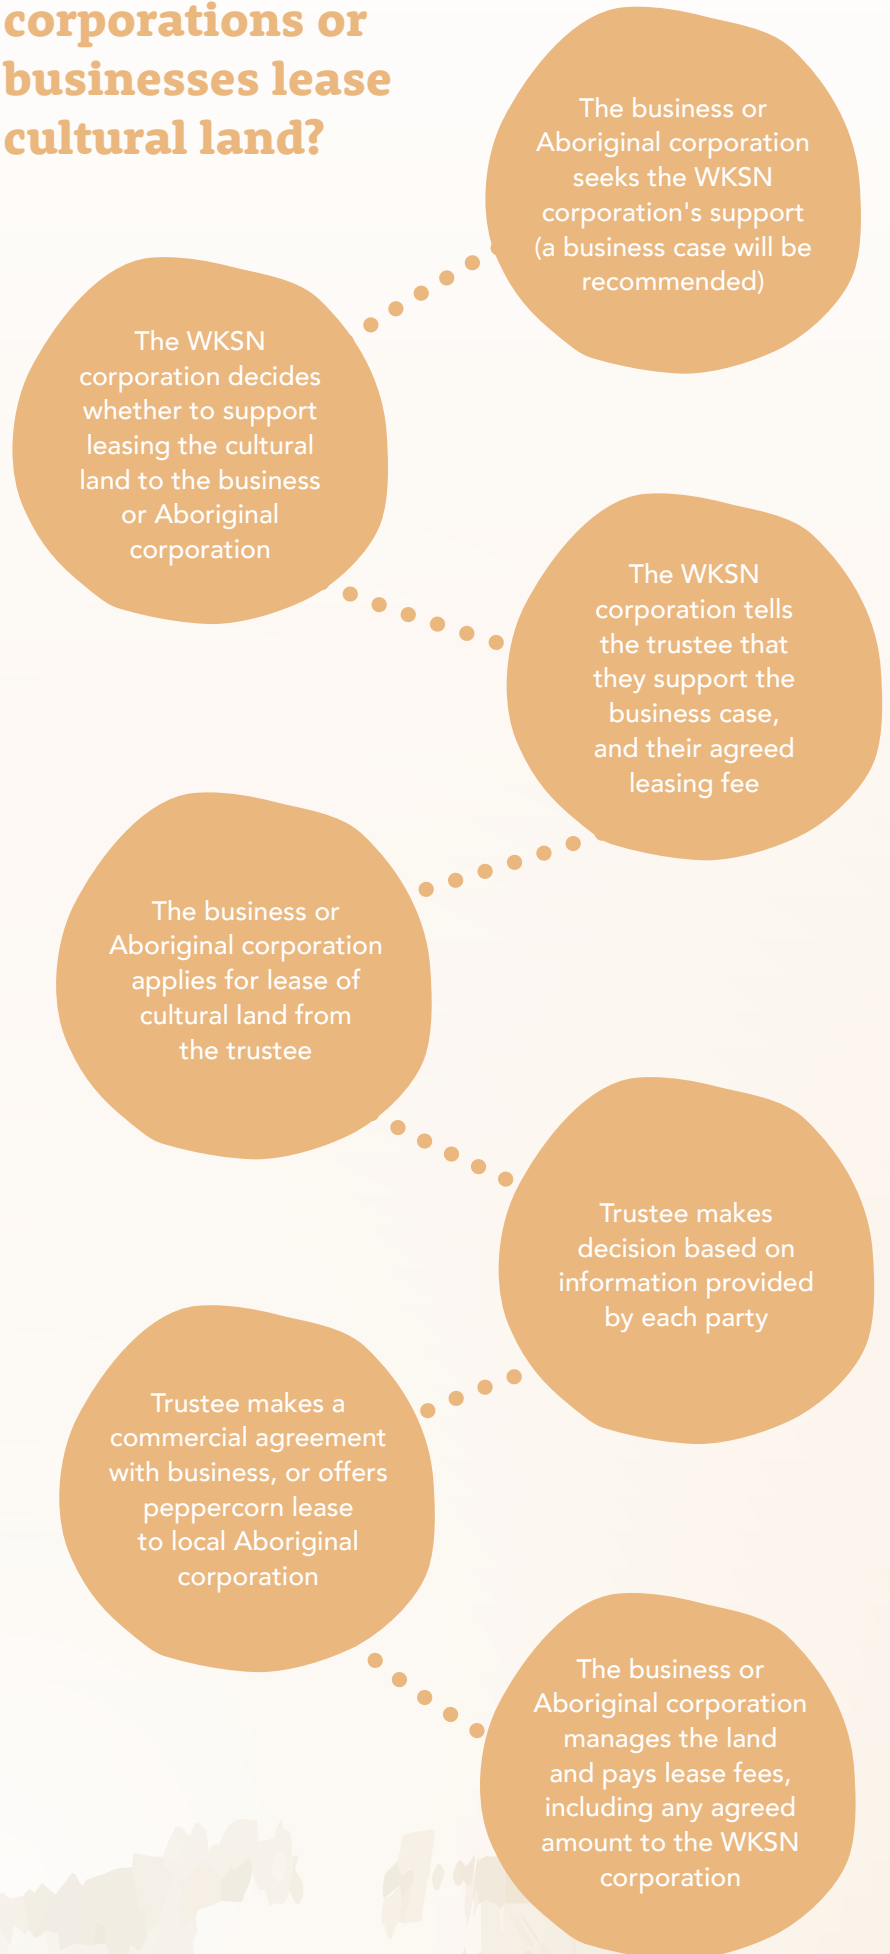 corporations or
businesses lease
cultural land?
The business or
Aboriginal corporation
seeks the WKSN
corporation's support
(a business case will be
recommended)
The WKSN
corporation decides
whether to support
leasing the cultural
land to the business
or Aboriginal
corporation
The WKSN
corporation tells
the trustee that
they support the
business case,
and their agreed
leasing fee
The business or
Aboriginal corporation
applies for lease of
cultural land from
the trustee
Trustee makes
decision based on
information provided
by each party
Trustee makes a
commercial agreement
with business, or offers
peppercorn lease
to local Aboriginal
corporation
The business or
Aboriginal corporation
manages the land
and pays lease fees,
including any agreed
amount to the WKSN
corporation